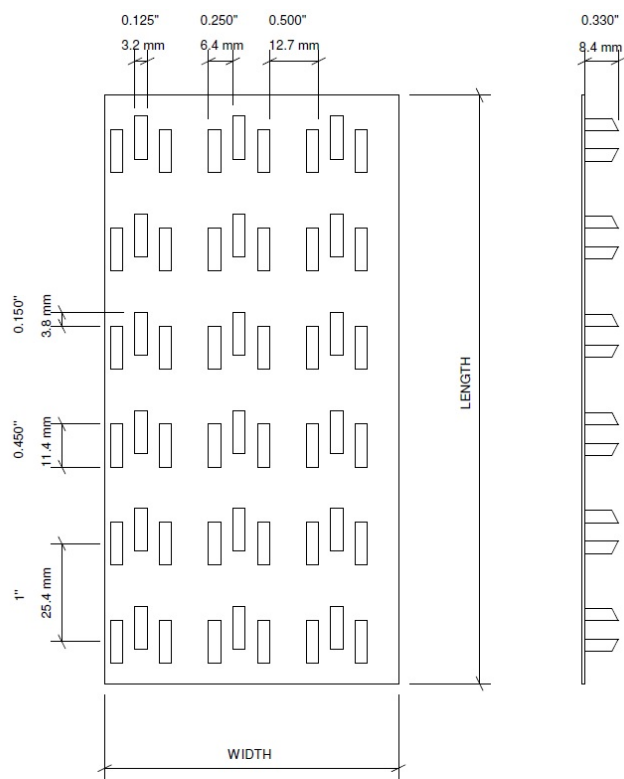 0.125" 0.250" 0.500" 0.330"
3.2 mm 6.4 mm 12.7 mm 8.4 mm
0.150"
3.8 mm
0.450"
11.4 mm
1"
25.4 mm
LENGTH
WIDTH